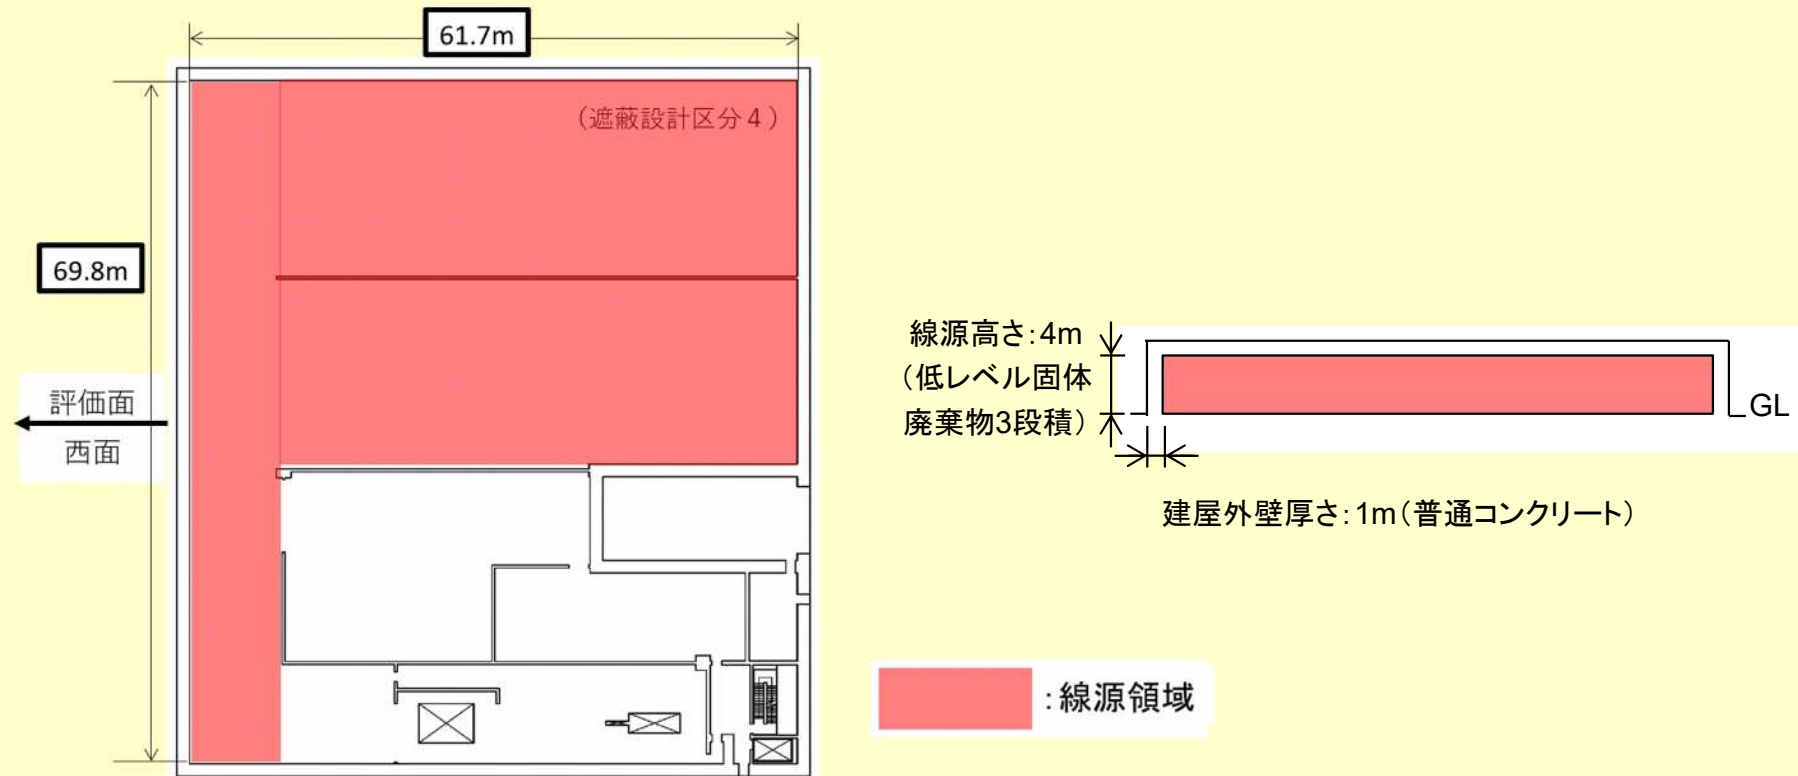 61.7m
(遮蔽設計区分4)
69.8m
評価面
西面
線源高さ:4m
(低レベル固体
廃棄物3段積)
GL
建屋外壁厚さ:1m(普通コンクリート)
:線源領域